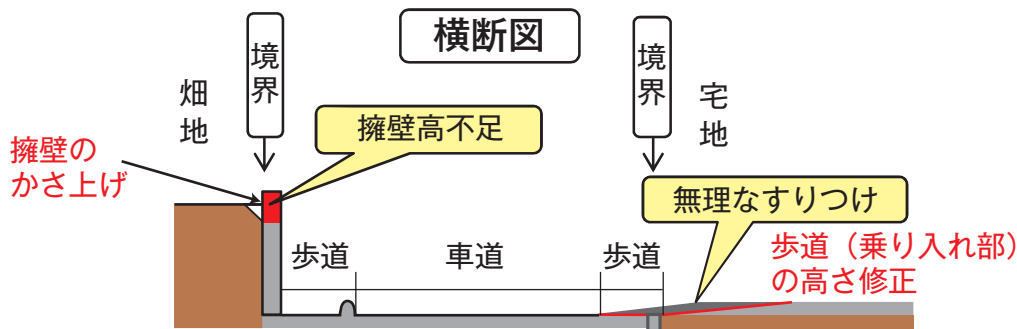 横断図
境界
境界
畑地
宅地
擁壁高不足
擁壁の
かさ上げ
無理なすりつけ
歩道
車道
歩道
歩道（乗り入れ部）
の高さ修正